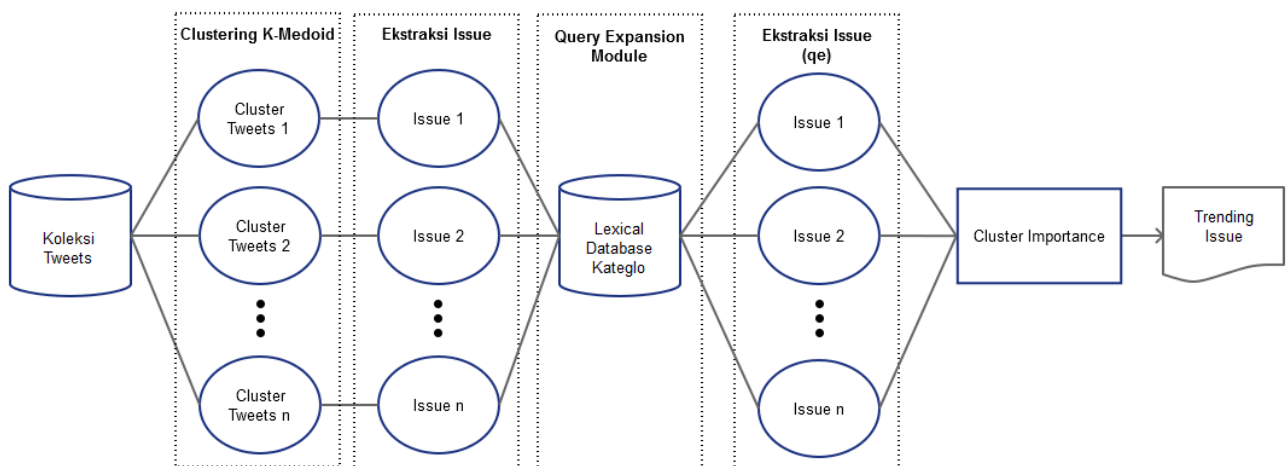 Clustering K-Medoid
Ekstraksi Issue
Query Expansion
Module
Ekstraksi Issue
(qe)
Koleksi
Tweets
Cluster
Tweets 1
Cluster
Tweets 2
Cluster
Tweets n
Issue 1
Issue 2
Issue n
Lexical
Database
Kateglo
Issue 1
Issue 2
Issue n
Cluster Importance
Trending
Issue